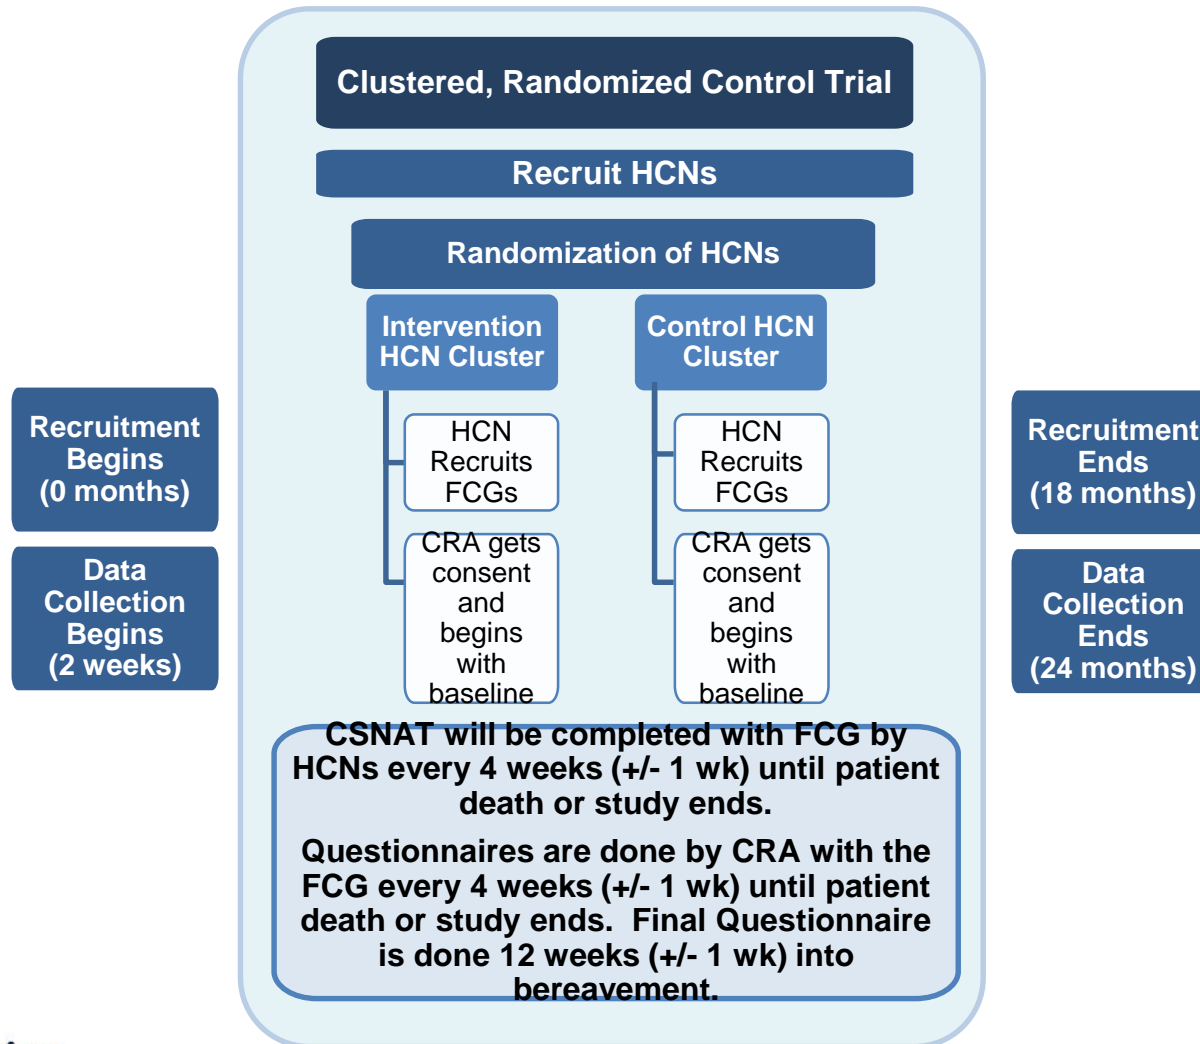 Clustered, Randomized Control Trial
Recruit HCNs
Randomization of HCNs
Intervention
HCN Cluster
Control HCN
Cluster
HCN
Recruits
FCGs
HCN
Recruits
FCGs
CRA gets
consent
and
begins
with
baseline
CRA gets
consent
and
begins
with
baseline
Recruitment
Begins
(0 months)
Data
Collection
Begins
(2 weeks)
Recruitment
Ends
(18 months)
Data
Collection
Ends
(24 months)
CSNAT will be completed with FCG by
HCNs every 4 weeks (+/- 1 wk) until patient
death or study ends.
Questionnaires are done by CRA with the
FCG every 4 weeks (+/- 1 wk) until patient
death or study ends.  Final Questionnaire
is done 12 weeks (+/- 1 wk) into
bereavement.